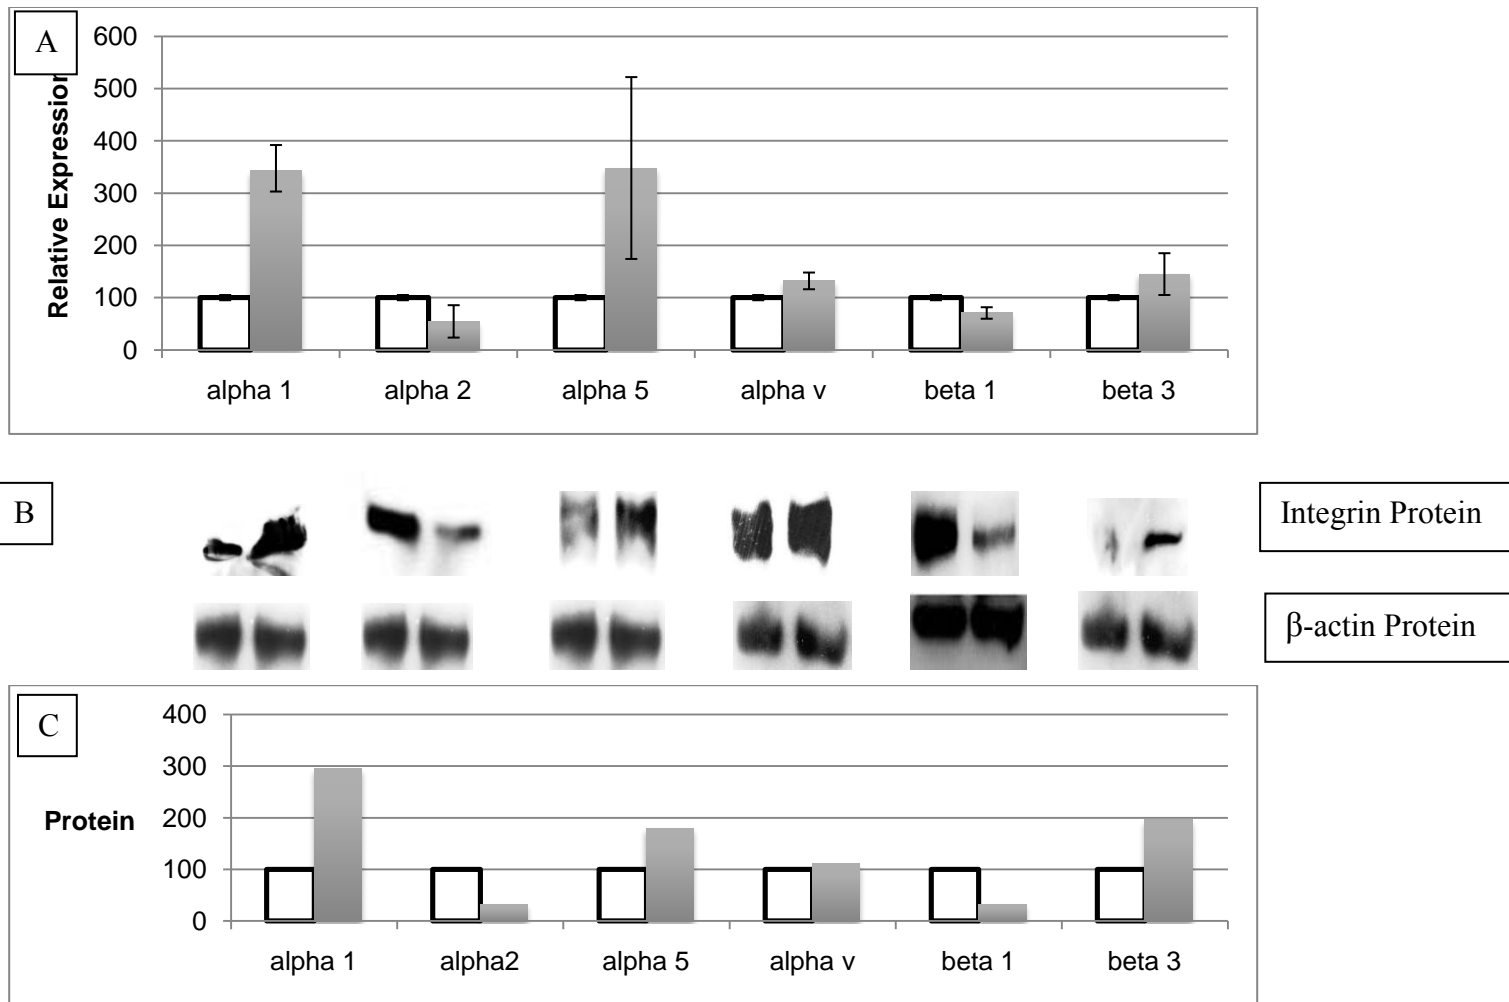 A
600
500
400
300
200
100
0
Relative Expression
alpha 1 alpha 2 alpha 5 alpha v beta 1 beta 3
B
Integrin Protein
β-actin Protein
C
400
300
200
100
0
Protein
alpha 1 alpha2 alpha 5 alpha v beta 1 beta 3